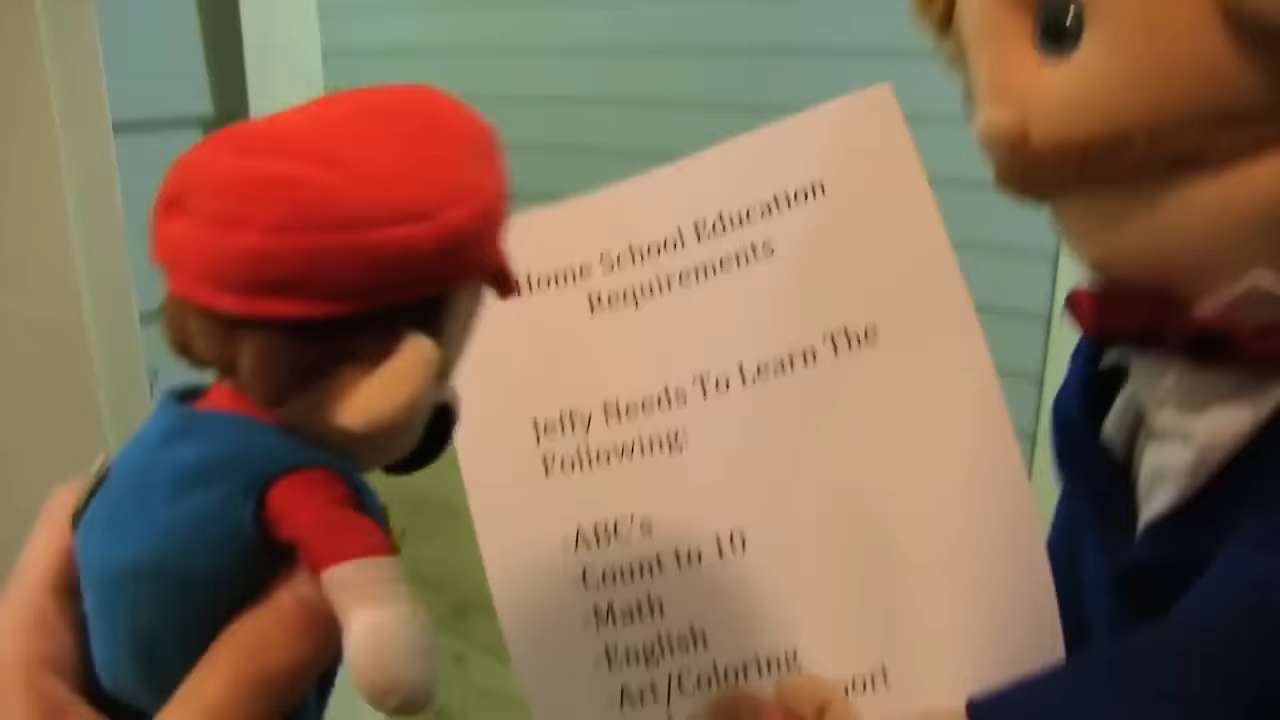 Home School Education
Requirements
Jeffy Needs To Learn The
Following:
-ABC's
-Count to 10
-Math
-English
-Art/Coloring